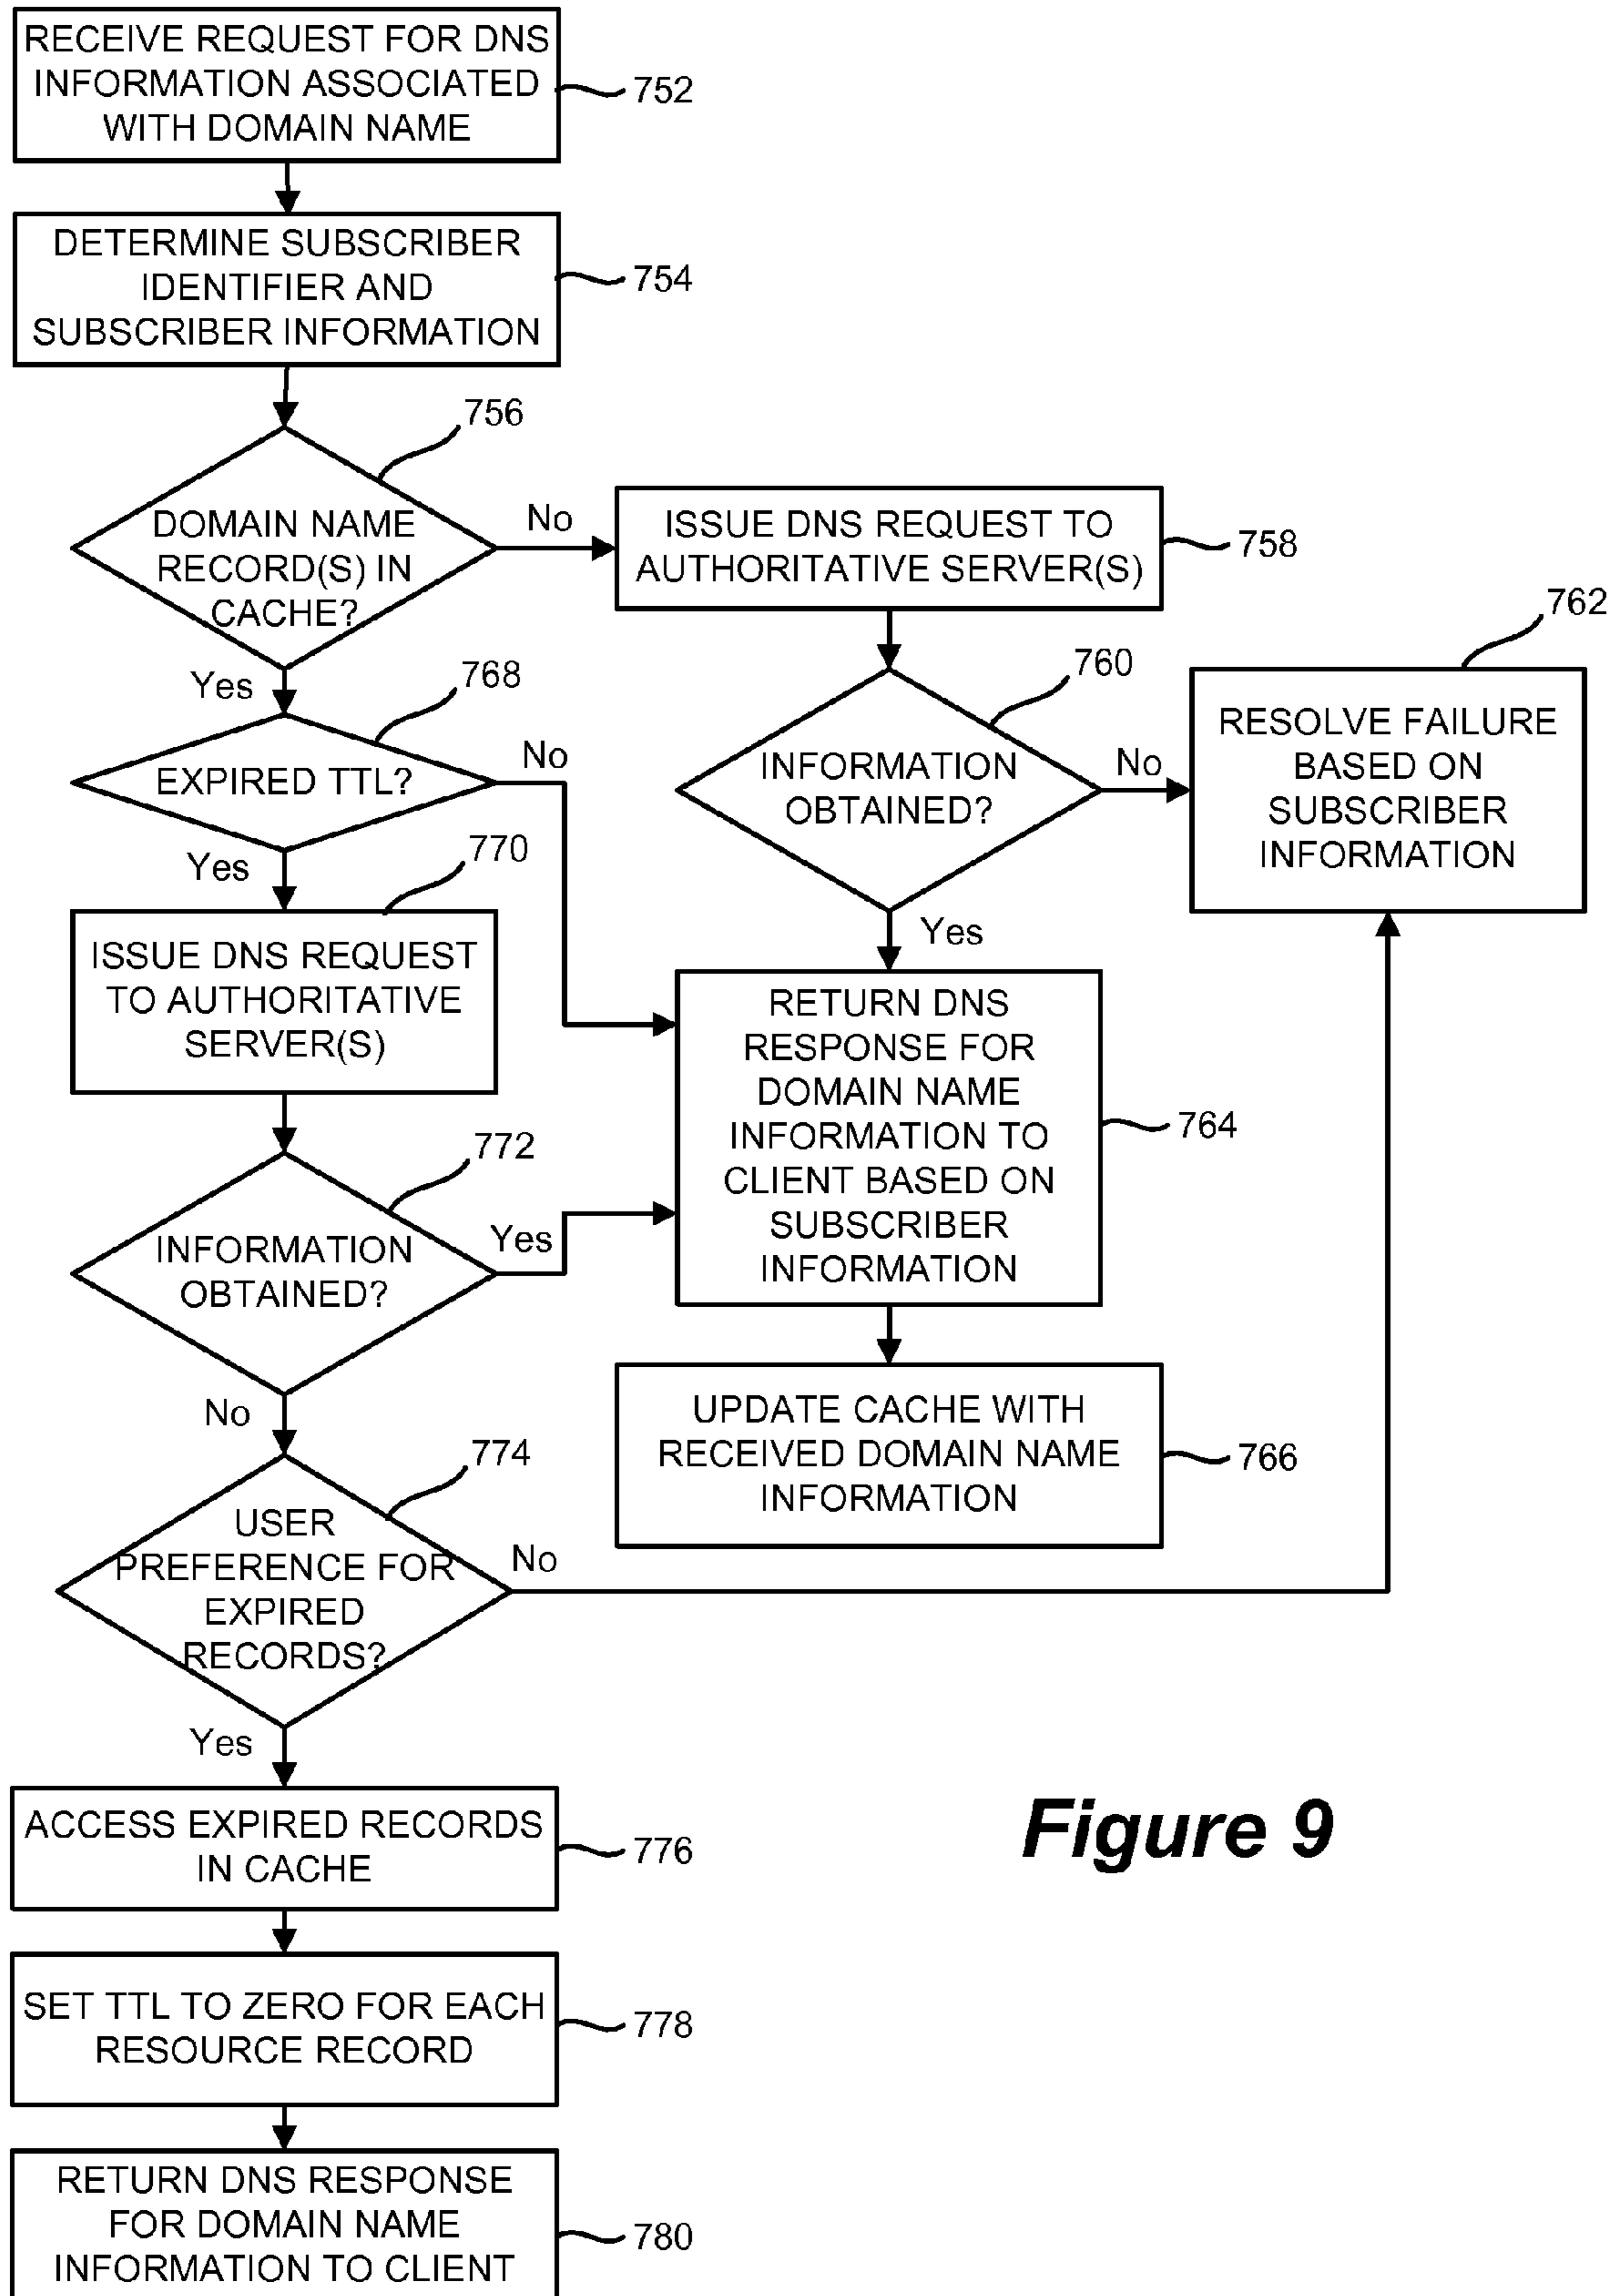 RECEIVE REQUEST FOR DNS
INFORMATION ASSOCIATED
WITH DOMAIN NAME
752
DETERMINE SUBSCRIBER
IDENTIFIER AND
SUBSCRIBER INFORMATION
754
756
DOMAIN NAME
RECORD(S) IN
CACHE?
No
ISSUE DNS REQUEST TO
AUTHORITATIVE SERVER(S)
758
760
INFORMATION
OBTAINED?
No
762
RESOLVE FAILURE
BASED ON
SUBSCRIBER
INFORMATION
Yes
768
EXPIRED TTL?
No
Yes
770
ISSUE DNS REQUEST
TO AUTHORITATIVE
SERVER(S)
Yes
RETURN DNS
RESPONSE FOR
DOMAIN NAME
INFORMATION TO
CLIENT BASED ON
SUBSCRIBER
INFORMATION
764
772
INFORMATION
OBTAINED?
Yes
UPDATE CACHE WITH
RECEIVED DOMAIN NAME
INFORMATION
766
No
774
USER
PREFERENCE FOR
EXPIRED
RECORDS?
No
Yes
ACCESS EXPIRED RECORDS
IN CACHE
776
SET TTL TO ZERO FOR EACH
RESOURCE RECORD
778
RETURN DNS RESPONSE
FOR DOMAIN NAME
INFORMATION TO CLIENT
780
Figure 9